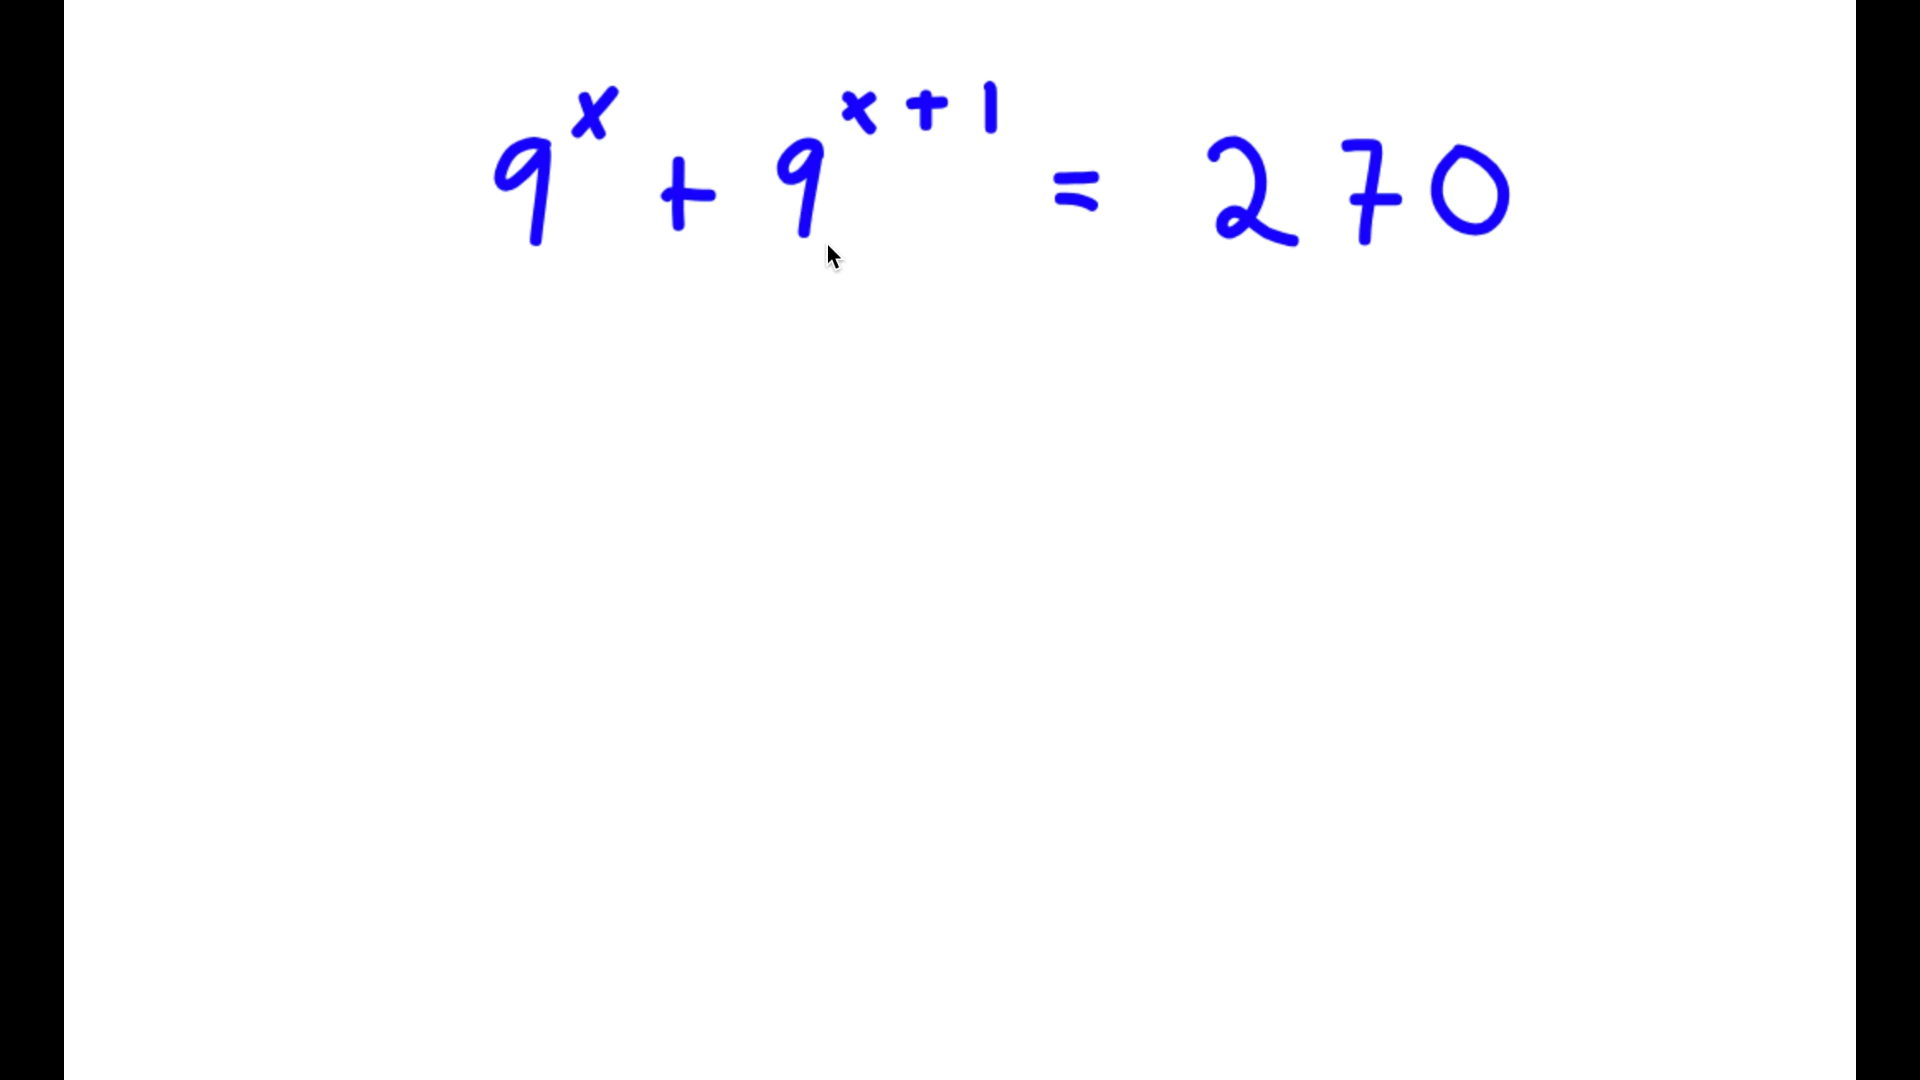 9^x + 9^{x+1} = 270